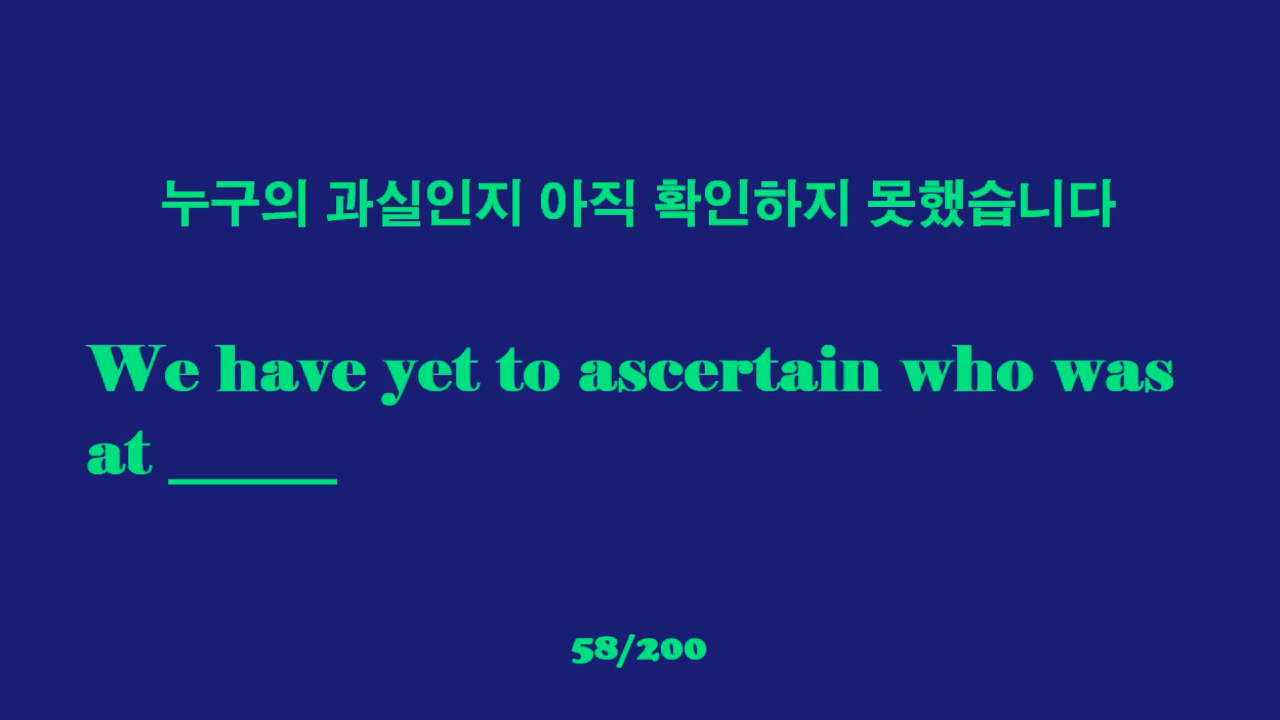 누구의 과실인지 아직 확인하지 못했습니다
We have yet to ascertain who was
at _____
58/200